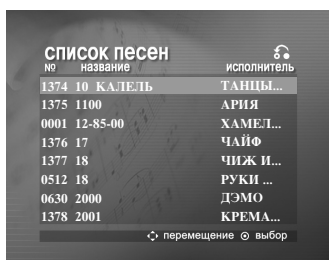 список песен
№ название исполнитель
1374 10 КАПЕЛЬ ТАНЦЫ...
1375 1100 АРИЯ
0001 12-85-00 ХАМЕЛ...
1376 17 ЧАЙФ
1377 18 ЧИЖ И...
0512 18 РУКИ ...
0630 2000 ДЭМО
1378 2001 КРЕМА...
перемещение выбор